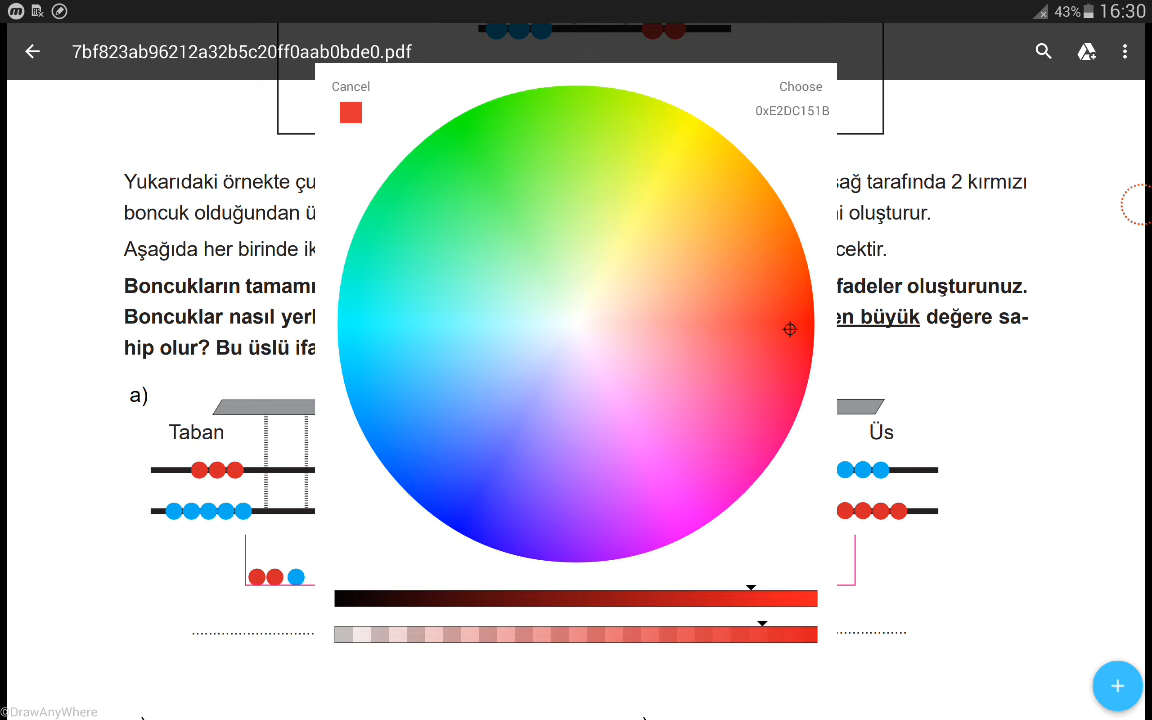 43% 16:30
7bf823ab96212a32b5c20ff0aab0bde0.pdf
Cancel
Choose
0xE2DC151B
Yukarıdaki örnekte çu
sağ tarafında 2 kırmızı
boncuk olduğundan ü
i oluşturur.
Aşağıda her birinde ik
cektir.
Boncukların tamamı
fadeler oluşturunuz.
Boncuklar nasıl yerl
en büyük değere sa-
hip olur? Bu üslü ifa
a)
Taban
Üs
©DrawAnyWhere